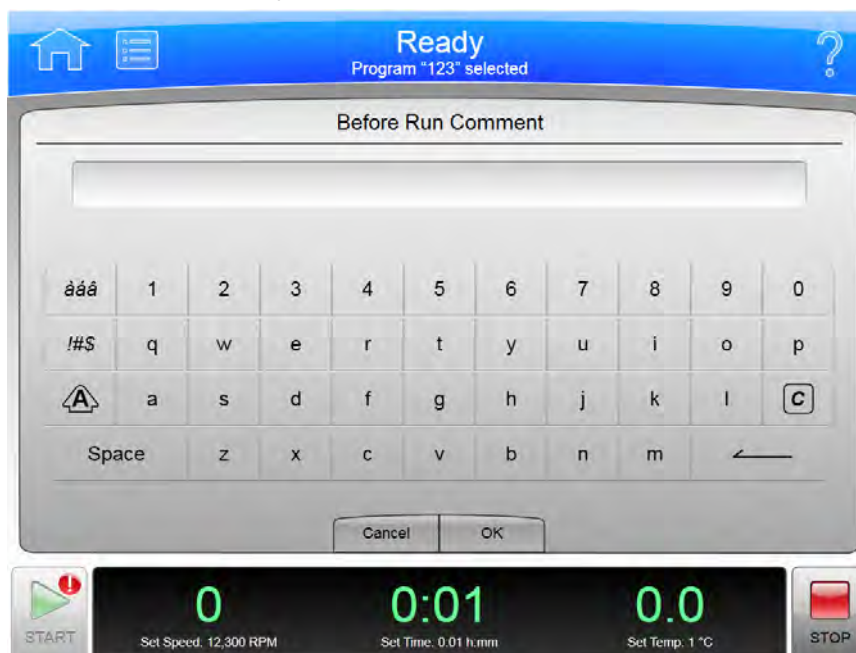 Ready
Program "123" selected
?
Before Run Comment
àáâ 1 2 3 4 5 6 7 8 9 0
!#$ q w e r t y u i o p
A a s d f g h j k l C
Space z x c v b n m
Cancel OK
!
0 0:01 0.0
START Set Speed. 12,300 RPM Set Time. 0.01 h:mm Set Temp: 1 °C STOP